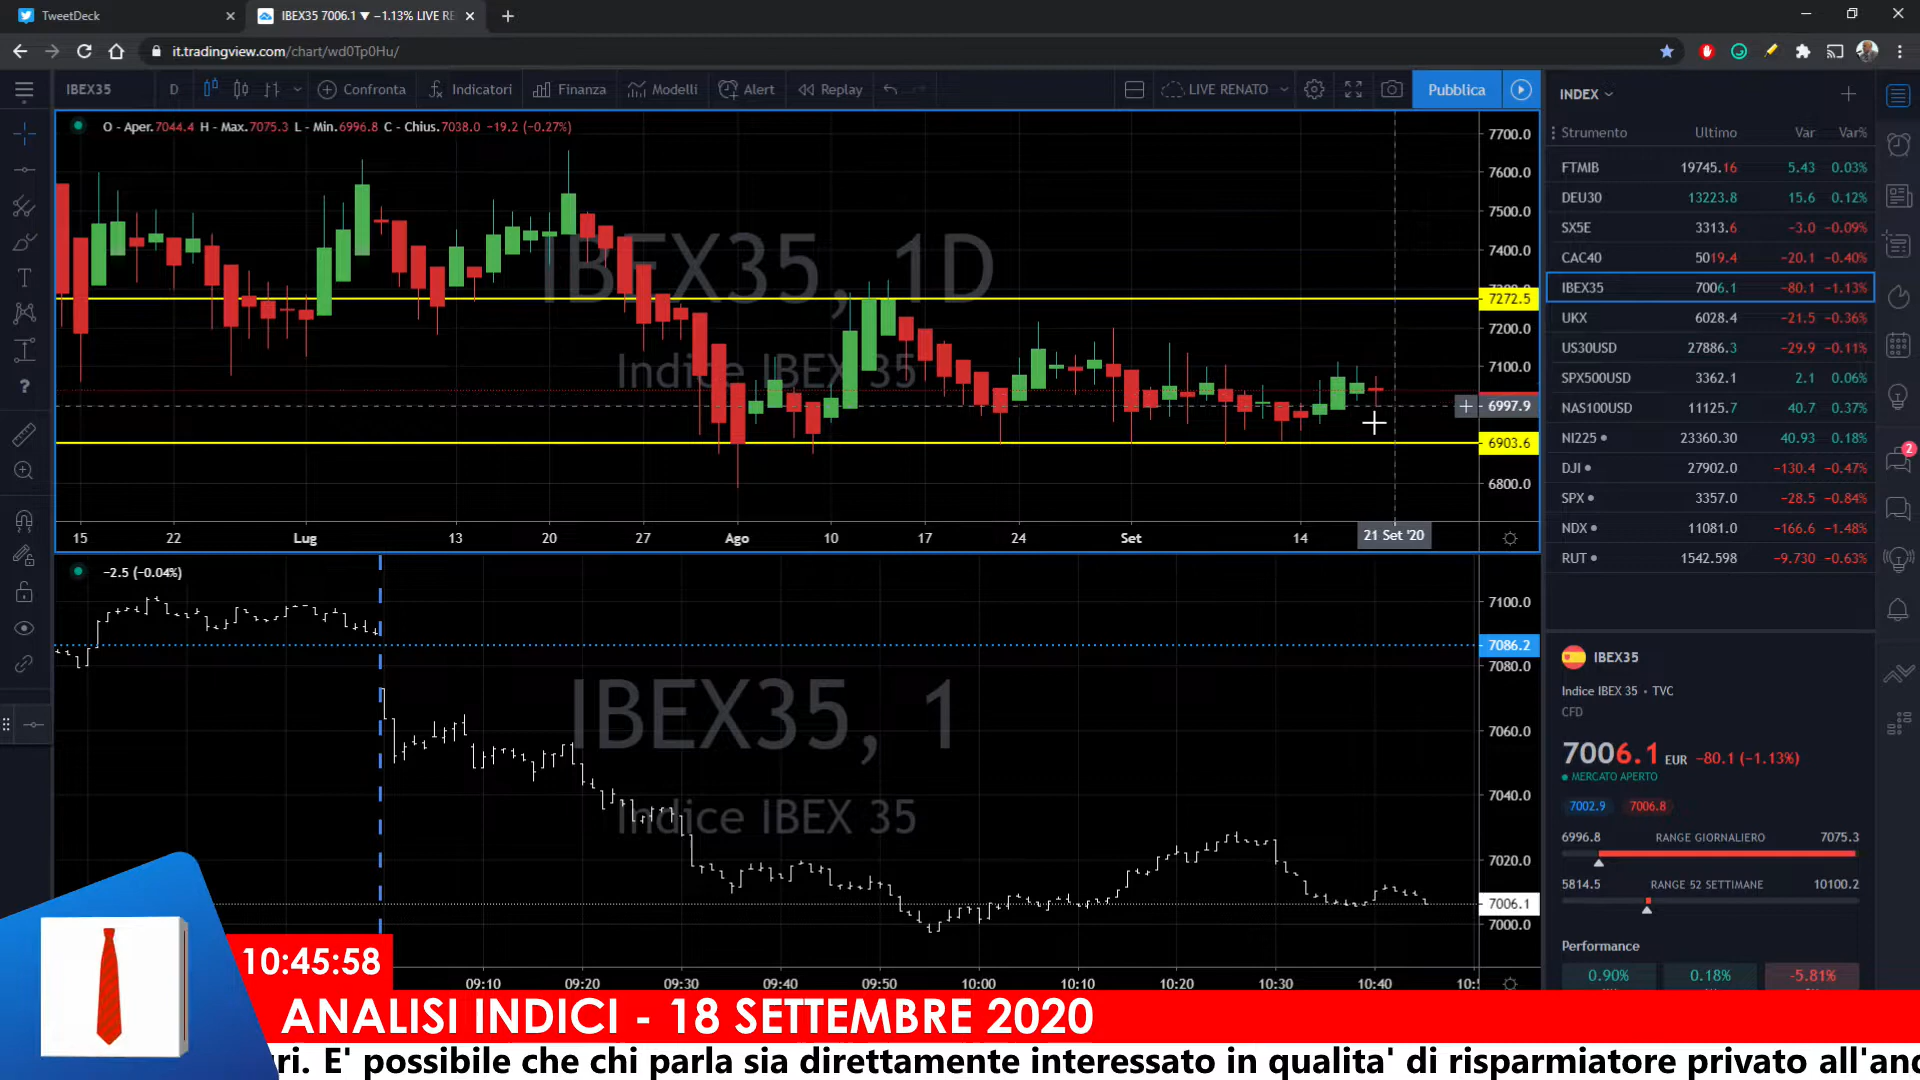 TweetDeck
IBEX35 7006.1 ▼ −1.13% LIVE RE
it.tradingview.com/chart/wd0Tp0Hu/
IBEX35 D Confronta Indicatori Finanza Modelli Alert Replay LIVE RENATO Pubblica
O - Aper.7044.4 H - Max.7075.3 L - Min.6996.8 C - Chius.7038.0 −19.2 (−0.27%)
IBEX35, 1D
Indice IBEX 35
7700.0
7600.0
7500.0
7400.0
7272.5
7200.0
7100.0
6997.9
6903.6
6800.0
15 22 Lug 13 20 27 Ago 10 17 24 Set 14 21 Set '20
−2.5 (−0.04%)
IBEX35, 1
Indice IBEX 35
7100.0
7086.2
7080.0
7060.0
7040.0
7020.0
7006.1
7000.0
09:10 09:20 09:30 09:40 09:50 10:00 10:10 10:20 10:30 10:40
INDEX
Strumento Ultimo Var Var%
FTMIB 19745.16 5.43 0.03%
DEU30 13223.8 15.6 0.12%
SX5E 3313.6 −3.0 −0.09%
CAC40 5019.4 −20.1 −0.40%
IBEX35 7006.1 −80.1 −1.13%
UKX 6028.4 −21.5 −0.36%
US30USD 27886.3 −29.9 −0.11%
SPX500USD 3362.1 2.1 0.06%
NAS100USD 11125.7 40.7 0.37%
NI225 23360.30 40.93 0.18%
DJI 27902.0 −130.4 −0.47%
SPX 3357.0 −28.5 −0.84%
NDX 11081.0 −166.6 −1.48%
RUT 1542.598 −9.730 −0.63%
2
IBEX35
Indice IBEX 35 • TVC
CFD
7006.1 EUR −80.1 (−1.13%)
MERCATO APERTO
7002.9 7006.8
6996.8 RANGE GIORNALIERO 7075.3
5814.5 RANGE 52 SETTIMANE 10100.2
Performance
0.90% 0.18% −5.81%
10:45:58
ANALISI INDICI - 18 SETTEMBRE 2020
uri. E' possibile che chi parla sia direttamente interessato in qualita' di risparmiatore privato all'and